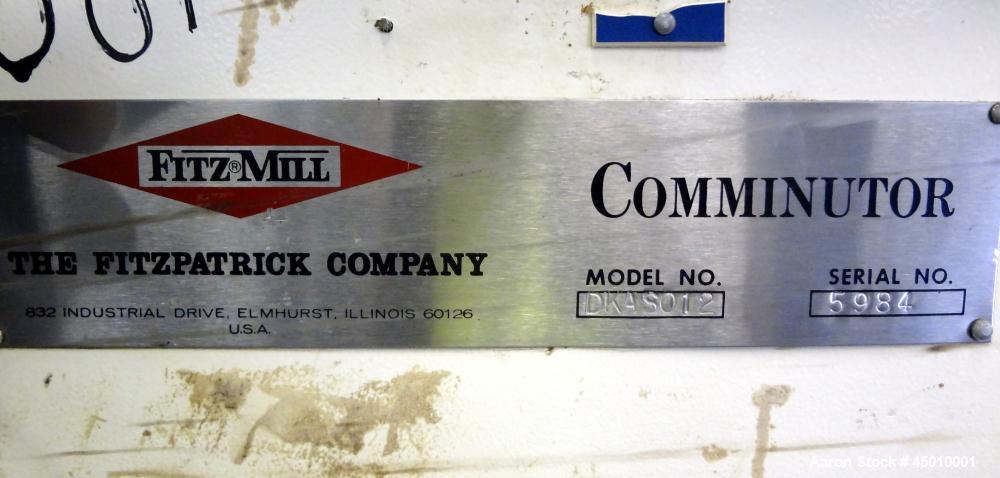 FITZ®MILL
COMMINUTOR
THE FITZPATRICK COMPANY
832 INDUSTRIAL DRIVE, ELMHURST, ILLINOIS 60126
U.S.A.
MODEL NO. SERIAL NO.
DKAS012 5984
Aaron Stock # 45010001